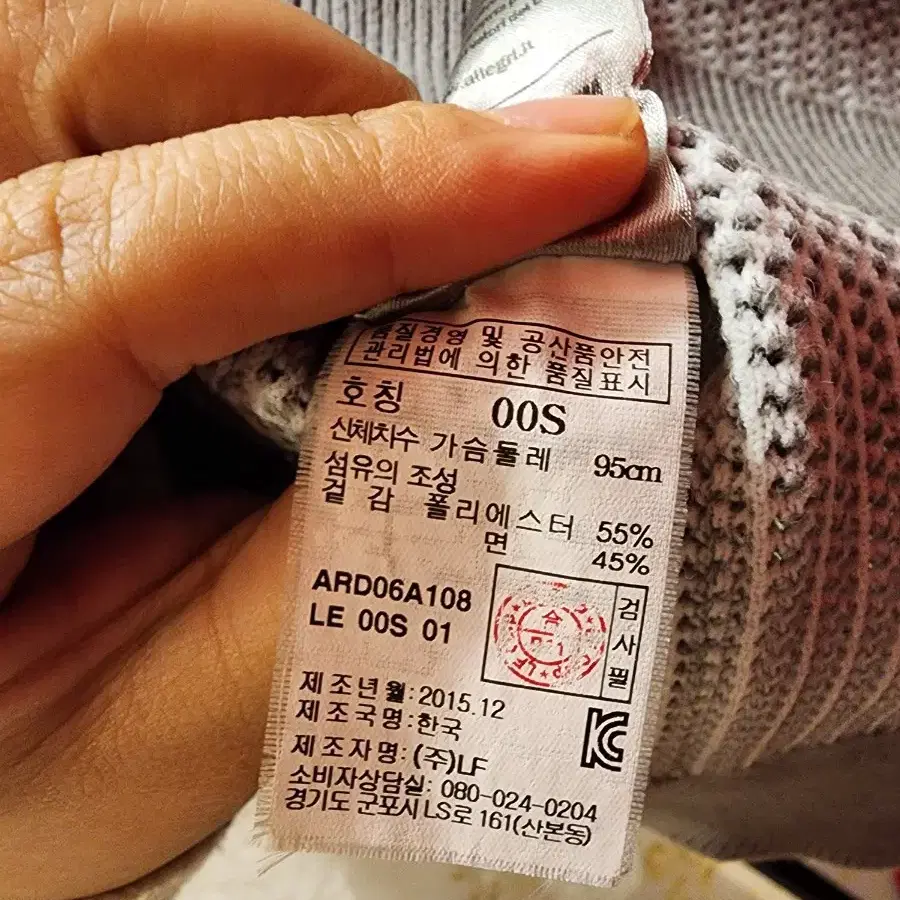 allegri.it
품질경영 및 공산품안전
관리법에 의한 품질표시
호칭 00S
신체치수 가슴둘레 95cm
섬유의 조성
겉감 폴리에스터 55%
면 45%
ARD06A108
LE 00S 01
검사필
제조년월:2015.12
제조국명:한국
제조자명:(주)LF
소비자상담실: 080-024-0204
경기도 군포시 LS로 161(산본동)